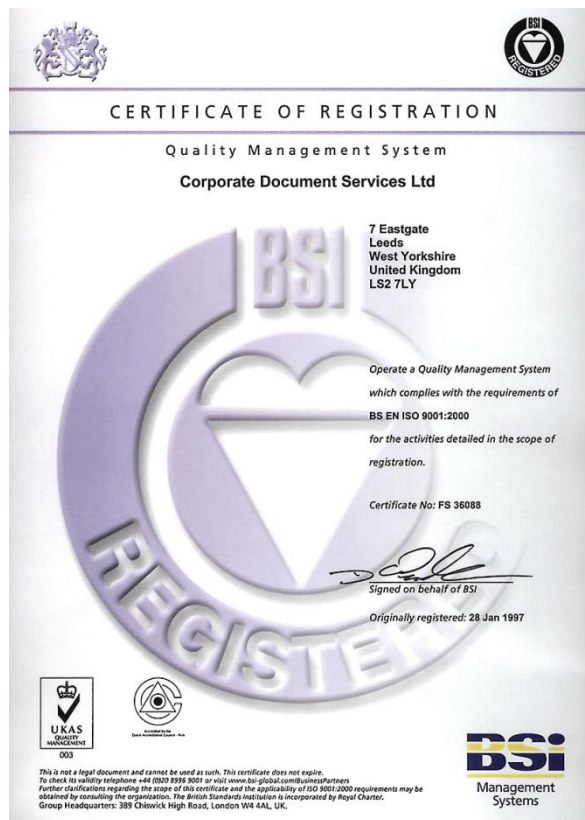 BSI
REGISTERED
CERTIFICATE OF REGISTRATION
Quality Management System
Corporate Document Services Ltd
7 Eastgate
Leeds
West Yorkshire
United Kingdom
LS2 7LY
BSI
REGISTERED
Operate a Quality Management System
which complies with the requirements of
BS EN ISO 9001:2000
for the activities detailed in the scope of
registration.
Certificate No: FS 36088
Signed on behalf of BSI
Originally registered: 28 Jan 1997
UKAS
QUALITY
MANAGEMENT
003
Accredited by the
BSi
Management
Systems
This is not a legal document and cannot be used as such. This certificate does not expire.
To check its validity telephone +44 (0)20 8996 9001 or visit www.bsi-global.com/BusinessPartners
Further clarifications regarding the scope of this certificate and the applicability of ISO 9001:2000 requirements may be
obtained by consulting the organization. The British Standards Institution is incorporated by Royal Charter.
Group Headquarters: 389 Chiswick High Road, London W4 4AL, UK.